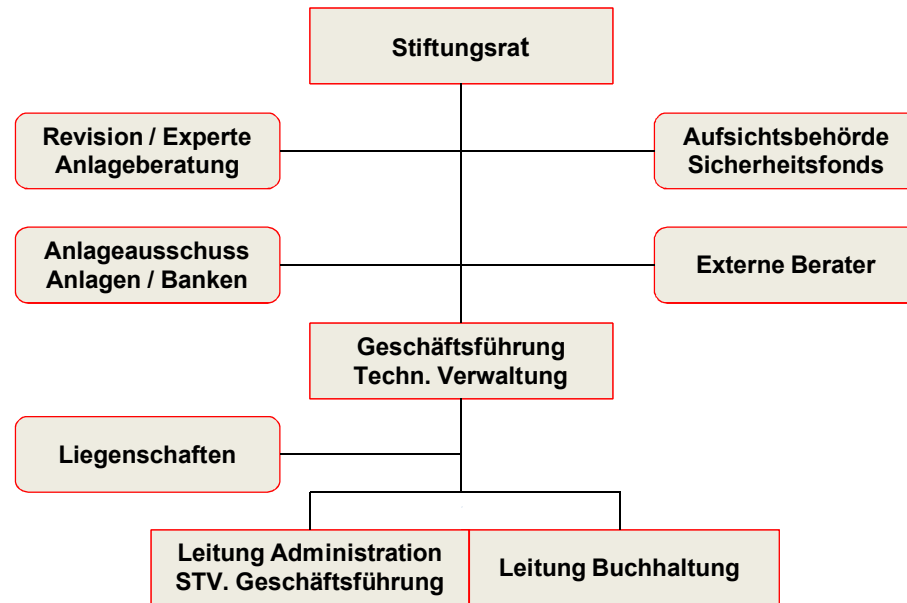 Stiftungsrat
Revision / Experte
Anlageberatung
Aufsichtsbehörde
Sicherheitsfonds
Anlageausschuss
Anlagen / Banken
Externe Berater
Geschäftsführung
Techn. Verwaltung
Liegenschaften
Leitung Administration
STV. Geschäftsführung
Leitung Buchhaltung